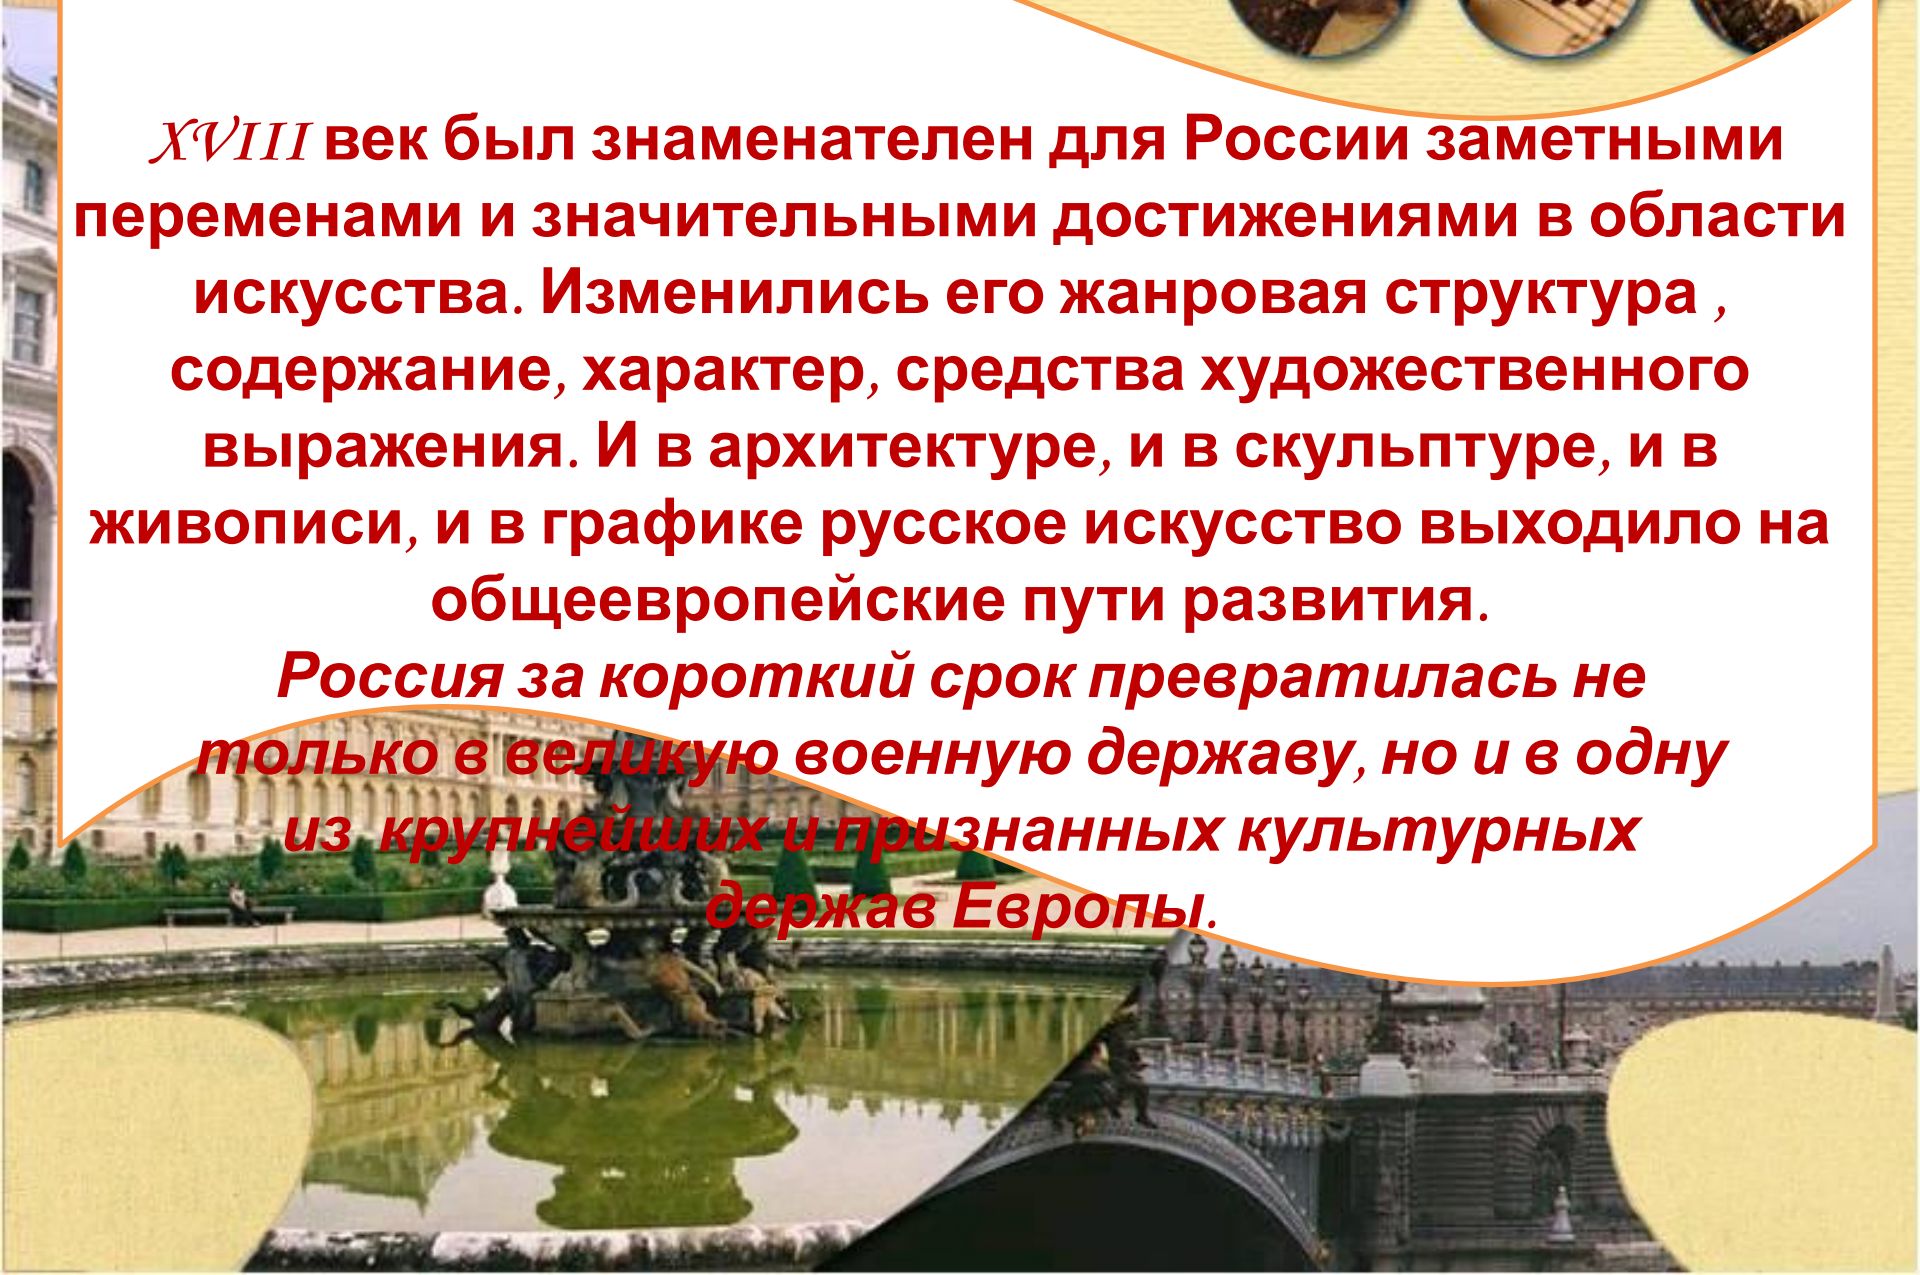 XVIII век был знаменателен для России заметными
переменами и значительными достижениями в области
искусства. Изменились его жанровая структура ,
содержание, характер, средства художественного
выражения. И в архитектуре, и в скульптуре, и в
живописи, и в графике русское искусство выходило на
общеевропейские пути развития.
Россия за короткий срок превратилась не
только в великую военную державу, но и в одну
из  крупнейших и признанных культурных
держав Европы.